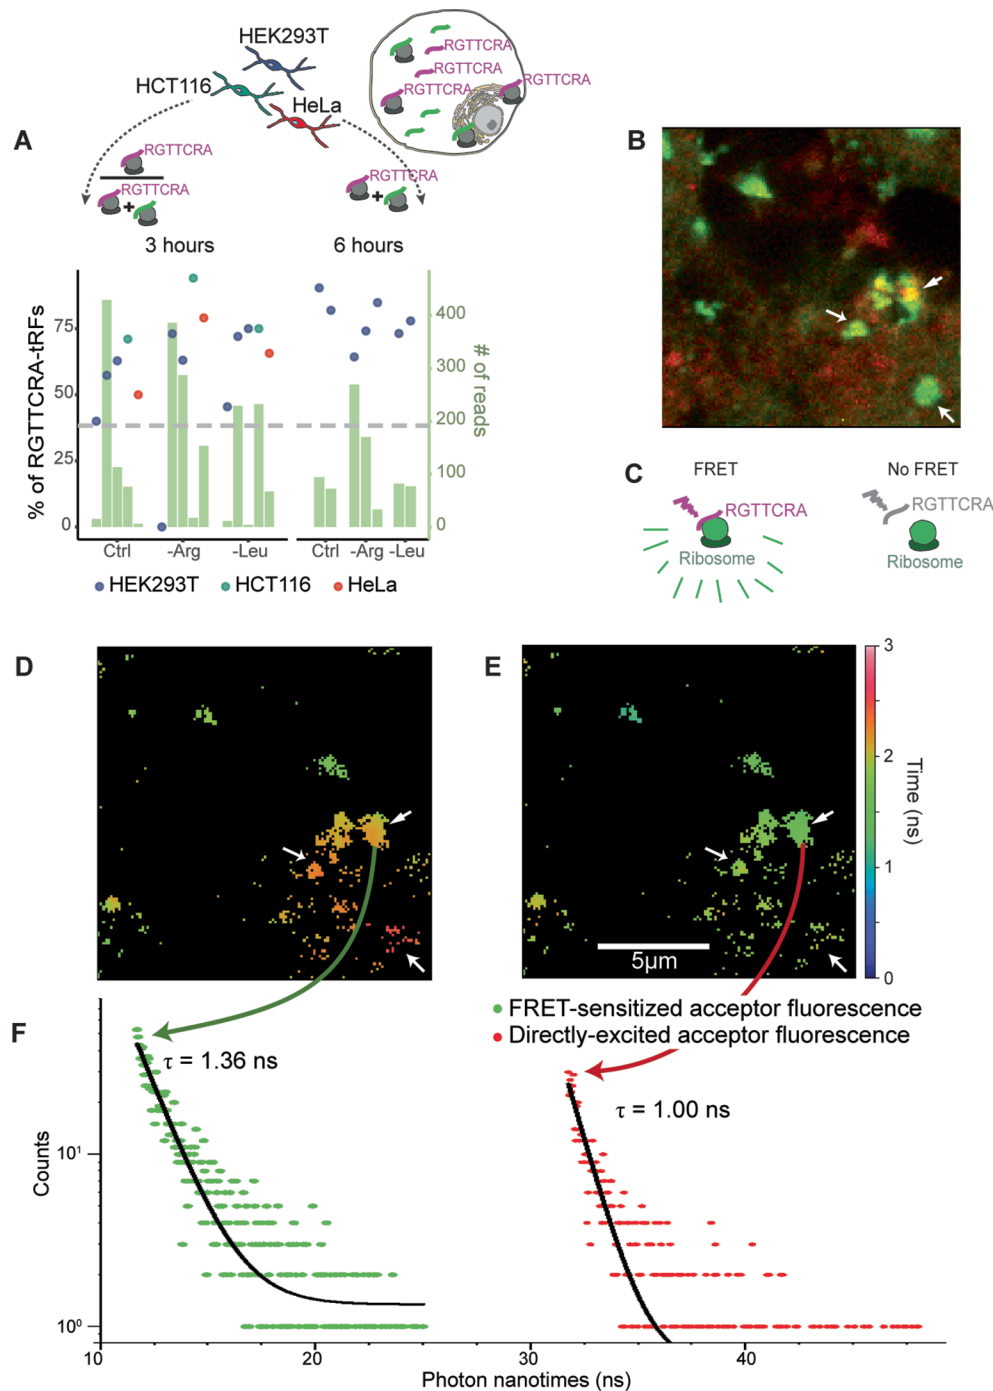 HEK293T
HCT116
HeLa
RGTTCRA
RGTTCRA
RGTTCRA
RGTTCRA
A
RGTTCRA
+
RGTTCRA
+
3 hours
6 hours
% of RGTTCRA-tRFs
75
50
25
0
400
300
200
100
0
# of reads
Ctrl
-Arg
-Leu
Ctrl
-Arg
-Leu
HEK293T
HCT116
HeLa
B
C
FRET
No FRET
RGTTCRA
RGTTCRA
Ribosome
Ribosome
D
E
5µm
3
2
1
0
Time (ns)
F
FRET-sensitized acceptor fluorescence
Directly-excited acceptor fluorescence
τ = 1.36 ns
τ = 1.00 ns
Counts
10¹
10⁰
10
20
30
40
Photon nanotimes (ns)